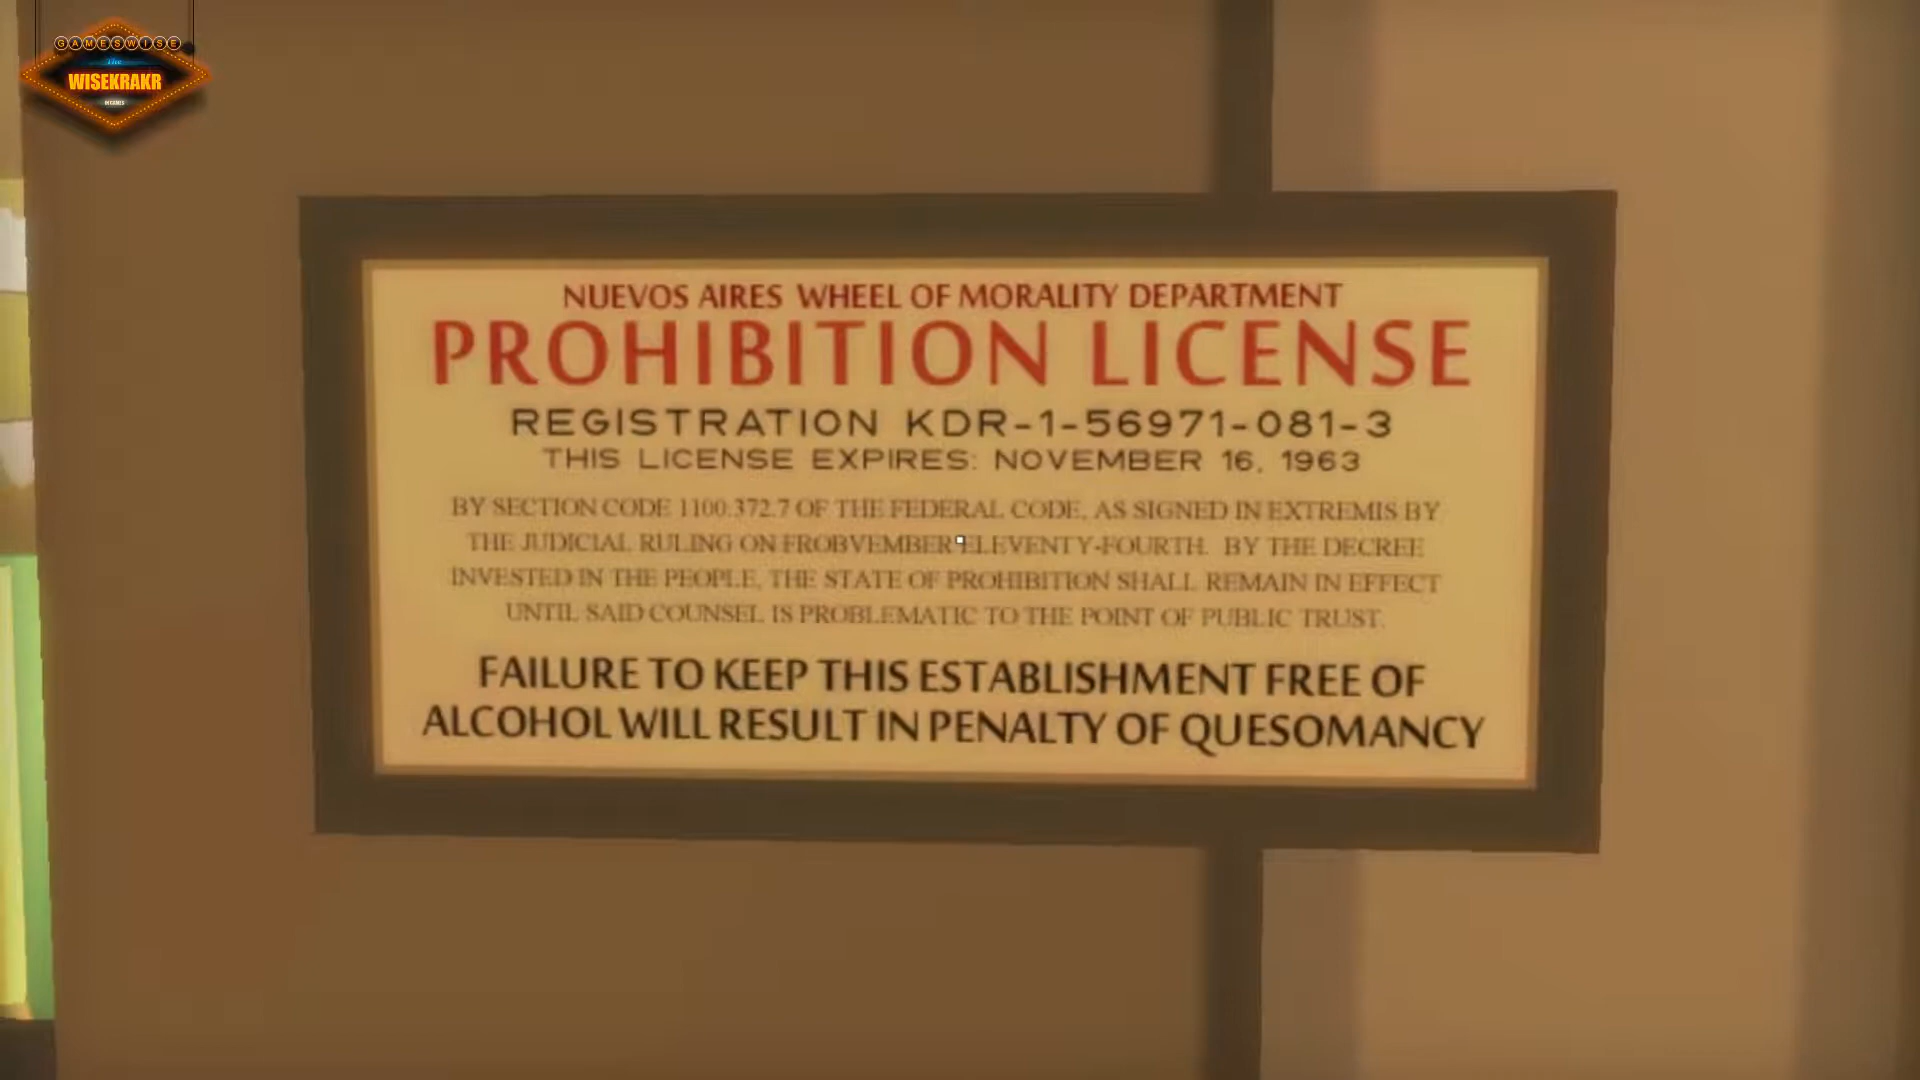 GAMESWISE
The
WISEKRAKR
NUEVOS AIRES WHEEL OF MORALITY DEPARTMENT
PROHIBITION LICENSE
REGISTRATION KDR-1-56971-081-3
THIS LICENSE EXPIRES: NOVEMBER 16, 1963
BY SECTION CODE 1100.372.7 OF THE FEDERAL CODE, AS SIGNED IN EXTREMIS BY
THE JUDICIAL RULING ON FROBVEMBER ELEVENTY-FOURTH. BY THE DECREE
INVESTED IN THE PEOPLE, THE STATE OF PROHIBITION SHALL REMAIN IN EFFECT
UNTIL SAID COUNSEL IS PROBLEMATIC TO THE POINT OF PUBLIC TRUST.
FAILURE TO KEEP THIS ESTABLISHMENT FREE OF
ALCOHOL WILL RESULT IN PENALTY OF QUESOMANCY